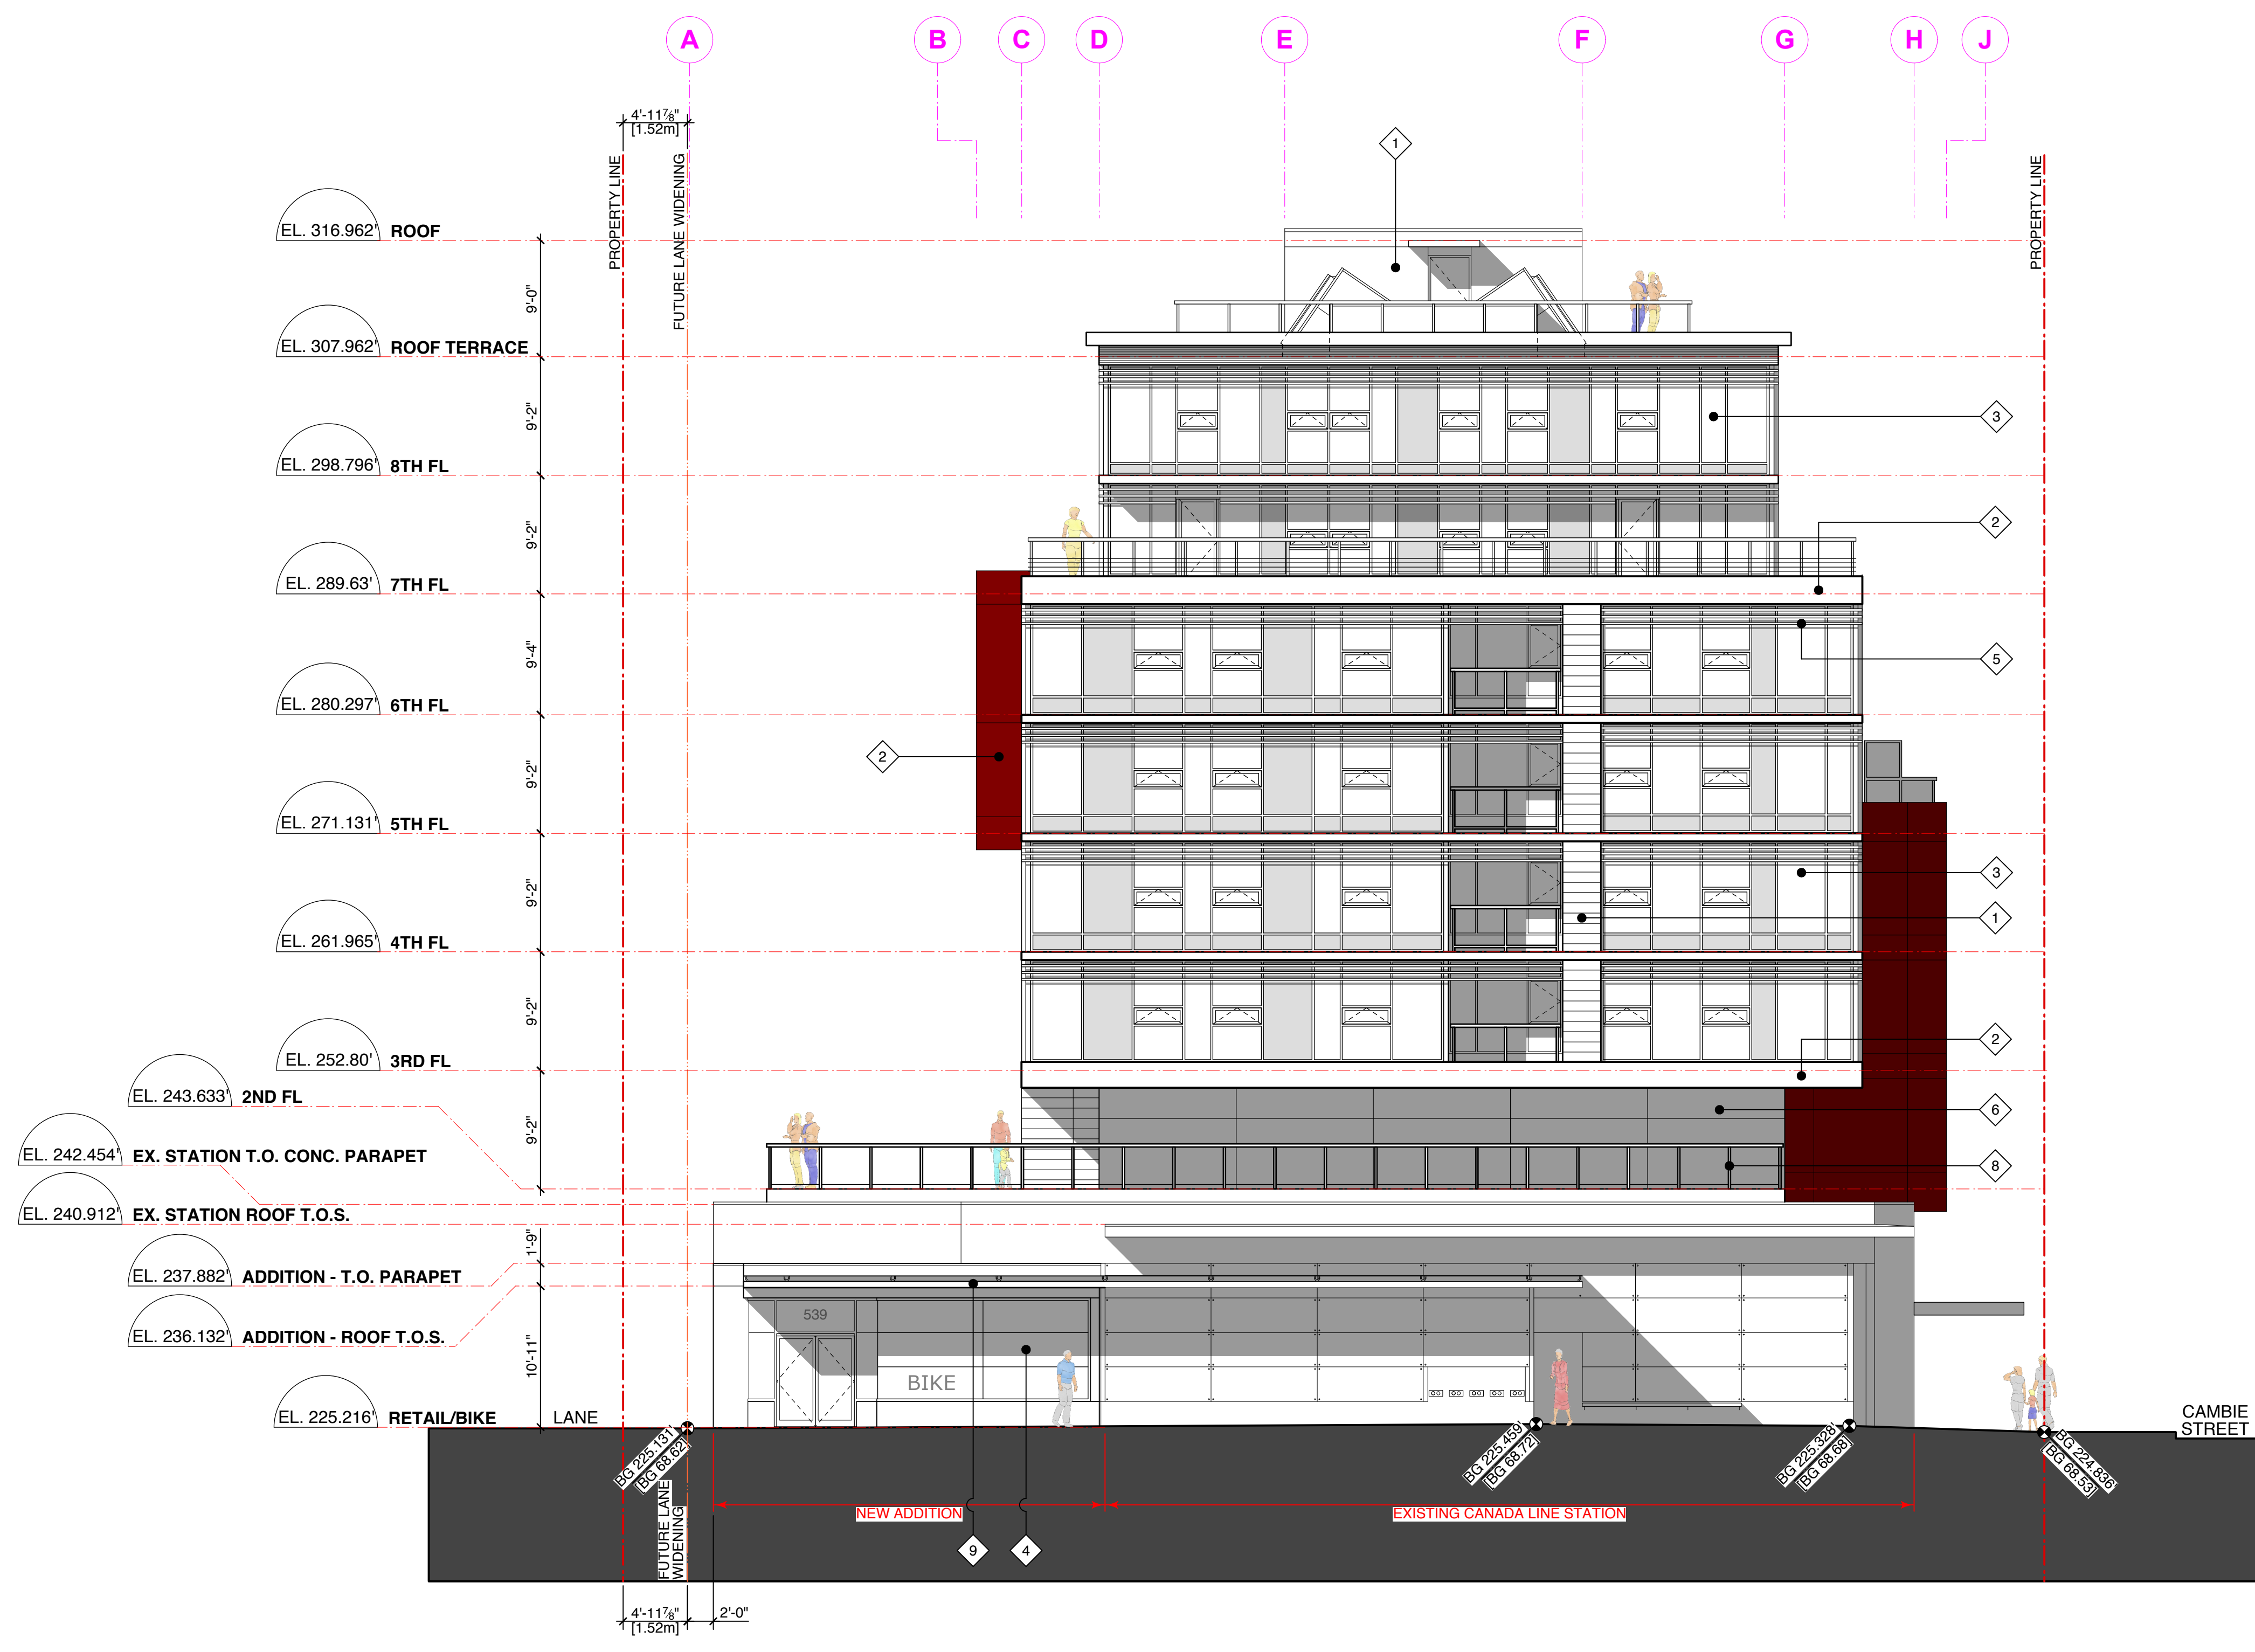 A B C D E F G H J
4'-11⅞"
[1.52m]
PROPERTY LINE
FUTURE LANE WIDENING
PROPERTY LINE
1
EL. 316.962' ROOF
9'-0"
EL. 307.962' ROOF TERRACE
9'-2"
3
EL. 298.796' 8TH FL
9'-2"
2
EL. 289.63' 7TH FL
9'-4"
5
EL. 280.297' 6TH FL
9'-2"
2
EL. 271.131' 5TH FL
9'-2"
3
1
EL. 261.965' 4TH FL
9'-2"
2
EL. 252.80' 3RD FL
9'-2"
EL. 243.633' 2ND FL
6
EL. 242.454' EX. STATION T.O. CONC. PARAPET
8
EL. 240.912' EX. STATION ROOF T.O.S.
1'-9"
EL. 237.882' ADDITION - T.O. PARAPET
539
EL. 236.132' ADDITION - ROOF T.O.S.
10'-11"
BIKE
EL. 225.216' RETAIL/BIKE
LANE
CAMBIE
STREET
BG 225.131'
[BG 68.62]
BG 225.459'
[BG 68.72]
BG 225.328'
[BG 68.68]
BG 224.836'
[BG 68.53]
FUTURE LANE
WIDENING
NEW ADDITION
EXISTING CANADA LINE STATION
9
4
4'-11⅞"
[1.52m]
2'-0"